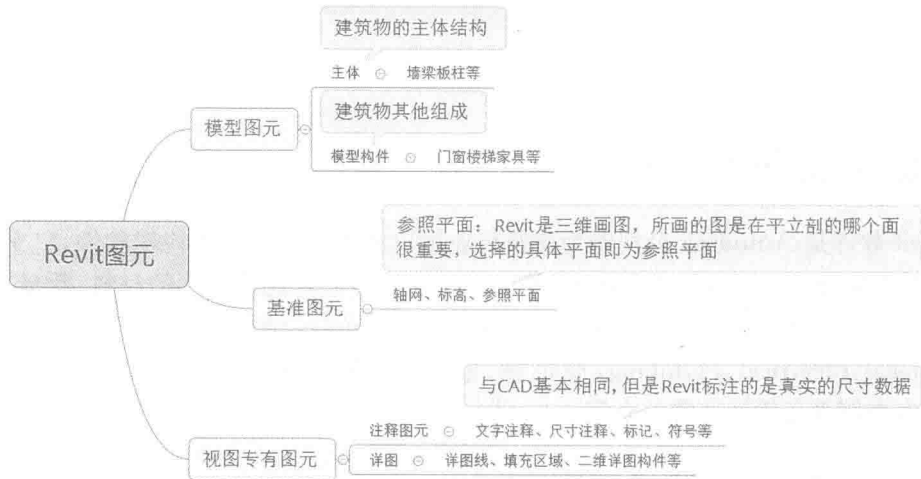 建筑物的主体结构
主体 墙梁板柱等
建筑物其他组成
模型图元
模型构件 门窗楼梯家具等
参照平面：Revit是三维画图，所画的图是在平立剖的哪个面
很重要，选择的具体平面即为参照平面
Revit图元
基准图元 轴网、标高、参照平面
与CAD基本相同，但是Revit标注的是真实的尺寸数据
注释图元 文字注释、尺寸注释、标记、符号等
视图专有图元
详图 详图线、填充区域、二维详图构件等